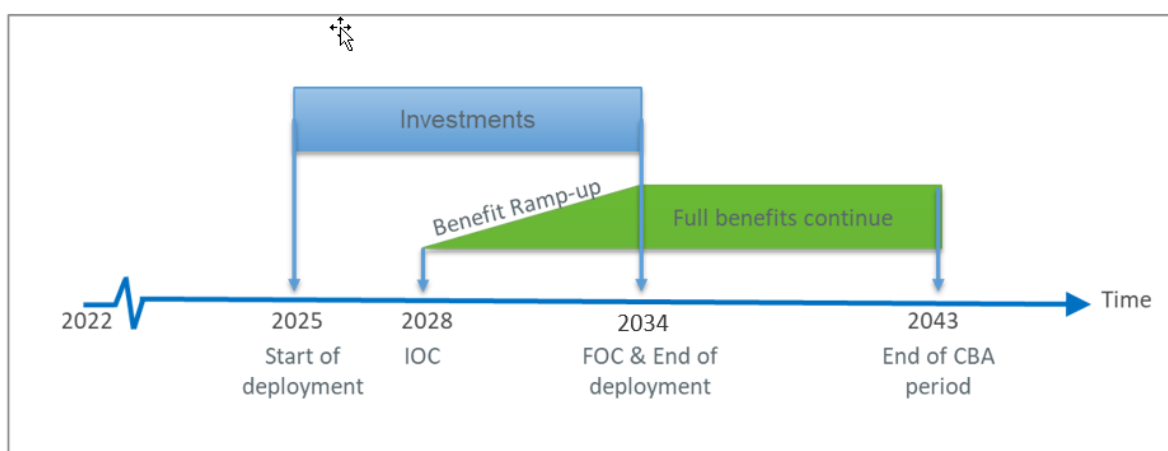 Investments
Benefit Ramp-up
Full benefits continue
Time
2022
2025
2028
2034
2043
Start of
deployment
IOC
FOC & End of
deployment
End of CBA
period